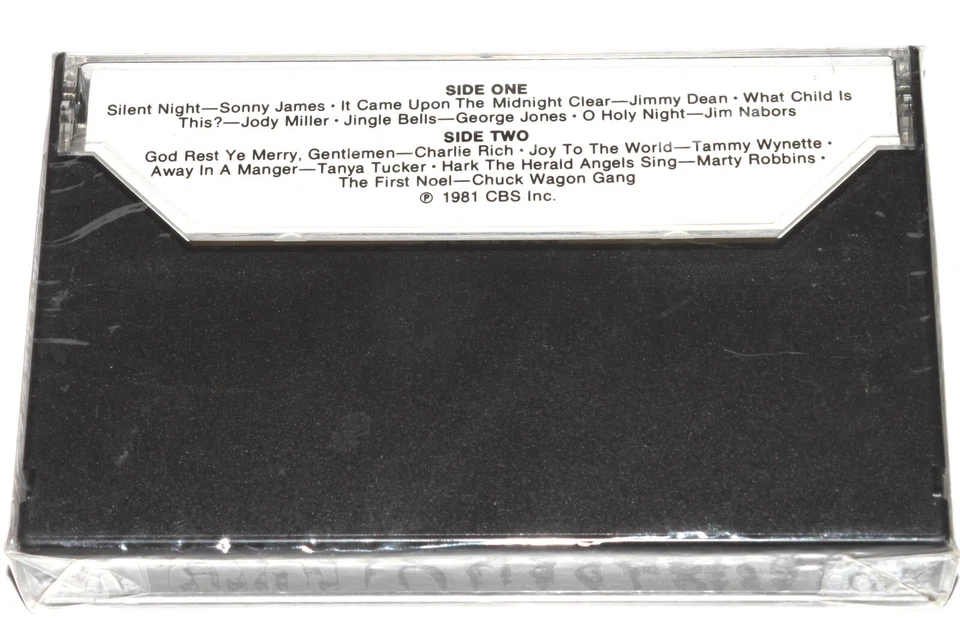 SIDE ONE
Silent Night—Sonny James • It Came Upon The Midnight Clear—Jimmy Dean • What Child Is
This?—Jody Miller • Jingle Bells—George Jones • O Holy Night—Jim Nabors
SIDE TWO
God Rest Ye Merry, Gentlemen—Charlie Rich • Joy To The World—Tammy Wynette •
Away In A Manger—Tanya Tucker • Hark The Herald Angels Sing—Marty Robbins •
The First Noel—Chuck Wagon Gang
℗ 1981 CBS Inc.